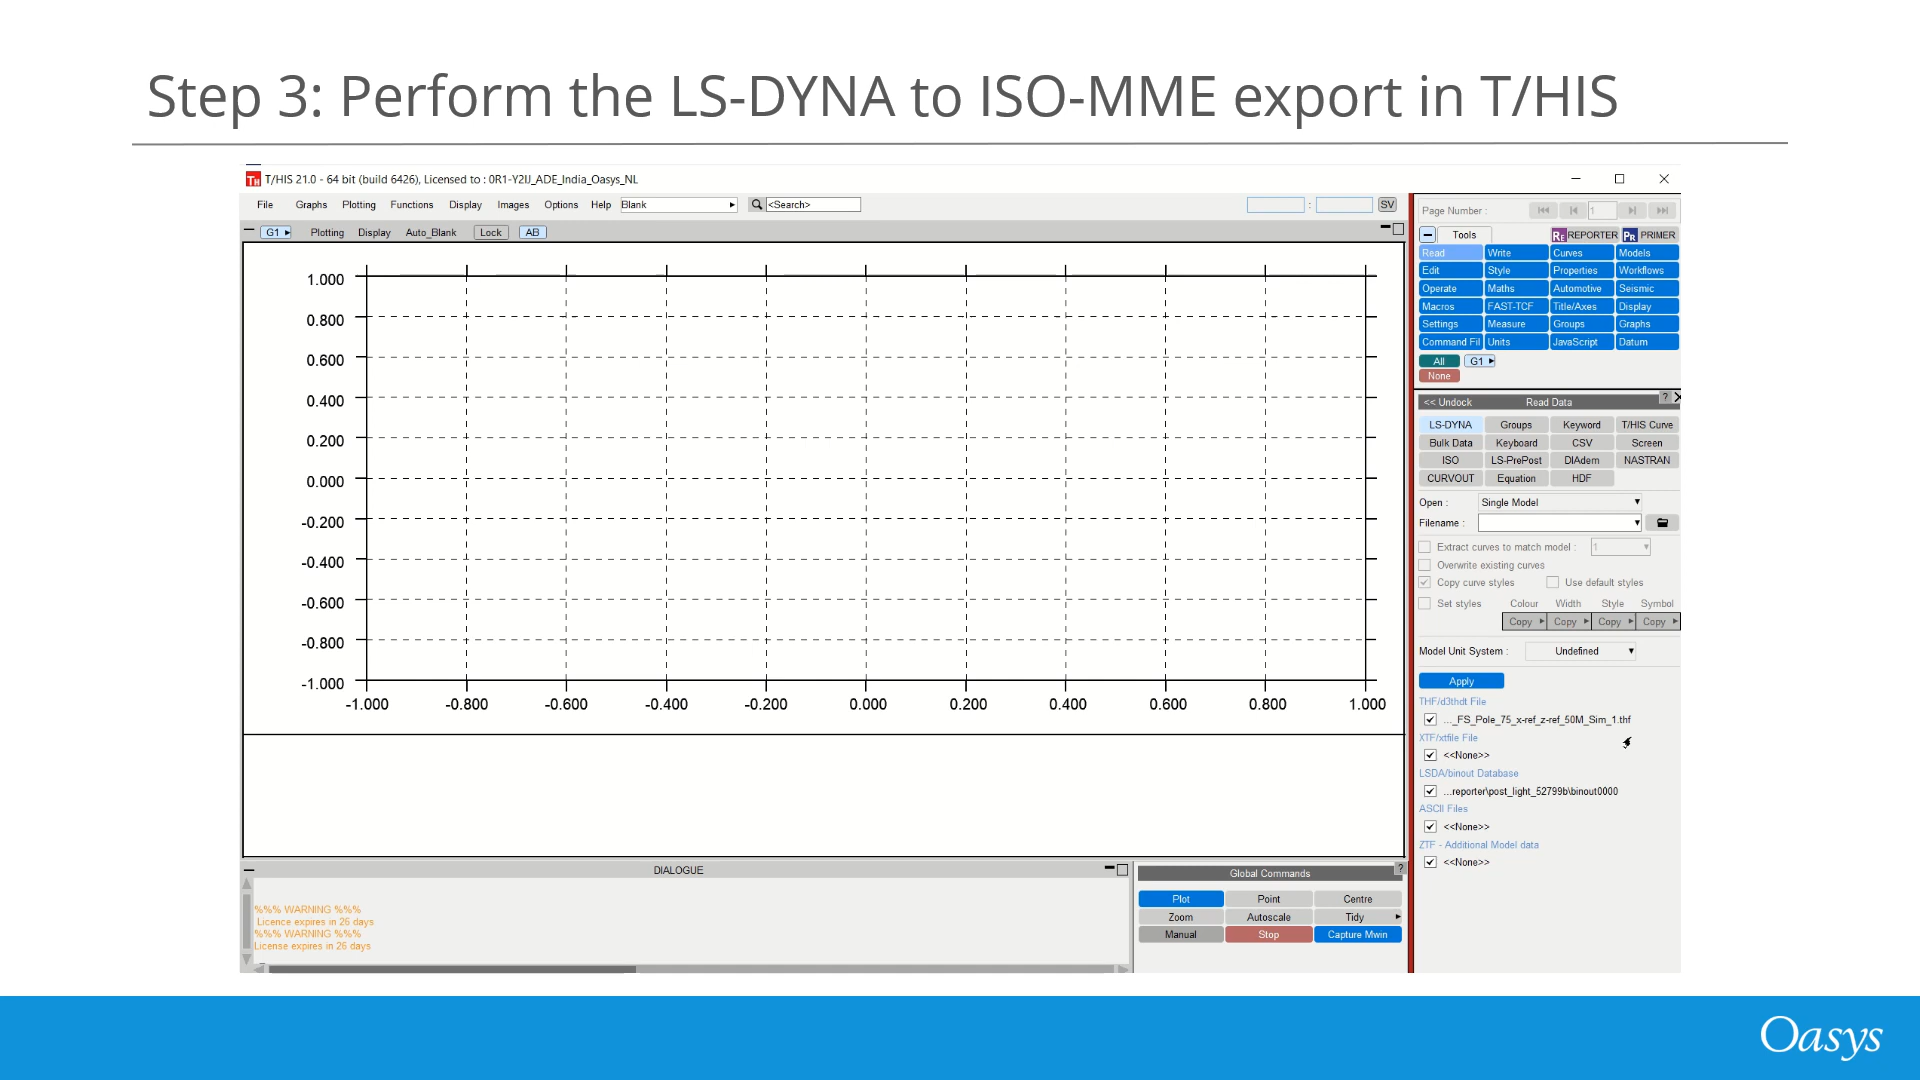 Step 3: Perform the LS-DYNA to ISO-MME export in T/HIS
T/HIS 21.0 - 64 bit (build 6426), Licensed to : 0R1-Y2IJ_ADE_India_Oasys_NL
File Graphs Plotting Functions Display Images Options Help Blank <Search> : SV
G1 Plotting Display Auto_Blank Lock AB
1.000
0.800
0.600
0.400
0.200
0.000
-0.200
-0.400
-0.600
-0.800
-1.000
-1.000 -0.800 -0.600 -0.400 -0.200 0.000 0.200 0.400 0.600 0.800 1.000
DIALOGUE
%%% WARNING %%%
Licence expires in 26 days
%%% WARNING %%%
License expires in 26 days
Global Commands ?
Plot Point Centre
Zoom Autoscale Tidy
Manual Stop Capture Mwin
Page Number : 1
Tools RE REPORTER PR PRIMER
Read Write Curves Models
Edit Style Properties Workflows
Operate Maths Automotive Seismic
Macros FAST-TCF Title/Axes Display
Settings Measure Groups Graphs
Command Fil Units JavaScript Datum
All G1
None
<< Undock Read Data ? X
LS-DYNA Groups Keyword T/HIS Curve
Bulk Data Keyboard CSV Screen
ISO LS-PrePost DIAdem NASTRAN
CURVOUT Equation HDF
Open : Single Model
Filename :
Extract curves to match model : 1
Overwrite existing curves
Copy curve styles Use default styles
Set styles Colour Width Style Symbol
Copy Copy Copy Copy
Model Unit System : Undefined
Apply
THF/d3thdt File
..._FS_Pole_75_x-ref_z-ref_50M_Sim_1.thf
XTF/xtfile File
<<None>>
LSDA/binout Database
...reporter\post_light_52799b\binout0000
ASCII Files
<<None>>
ZTF - Additional Model data
<<None>>
Oasys